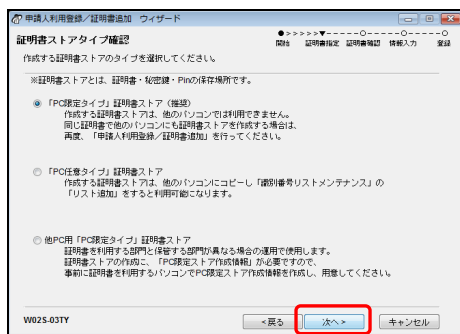 申請人利用登録/証明書追加 ウィザード
証明書ストアタイプ確認
●>>>>>▼-----○-----○-----○
開始 証明書指定 証明書確認 情報入力 登録
作成する証明書ストアのタイプを選択してください。
※証明書ストアとは、証明書・秘密鍵・Pinの保存場所です。
「PC限定タイプ」証明書ストア（推奨）
作成する証明書ストアは、他のパソコンでは利用できません。
同じ証明書で他のパソコンにも証明書ストアを作成する場合は、
再度、「申請人利用登録／証明書追加」を行ってください。
「PC任意タイプ」証明書ストア
作成する証明書ストアは、他のパソコンにコピーし「識別番号リストメンテナンス」の
「リスト追加」をすると利用可能になります。
他PC用「PC限定タイプ」証明書ストア
証明書を利用する部門と保管する部門が異なる場合の運用で使用します。
証明書ストアの作成に、「PC限定ストア作成情報」が必要ですので、
事前に証明書を利用するパソコンでPC限定ストア作成情報を作成し、用意してください。
W02S-03TY
<戻る 次へ> キャンセル